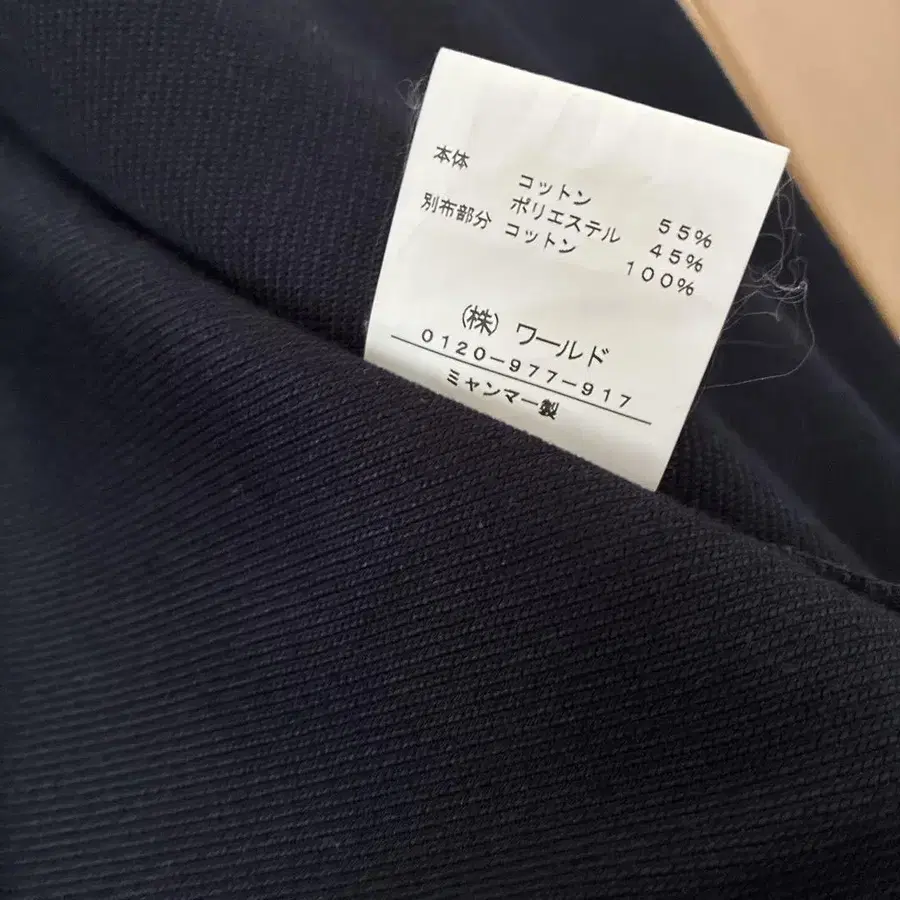 本体 コットン 55%
ポリエステル 45%
別布部分 コットン 100%
(株) ワールド
0120-977-917
ミャンマー製